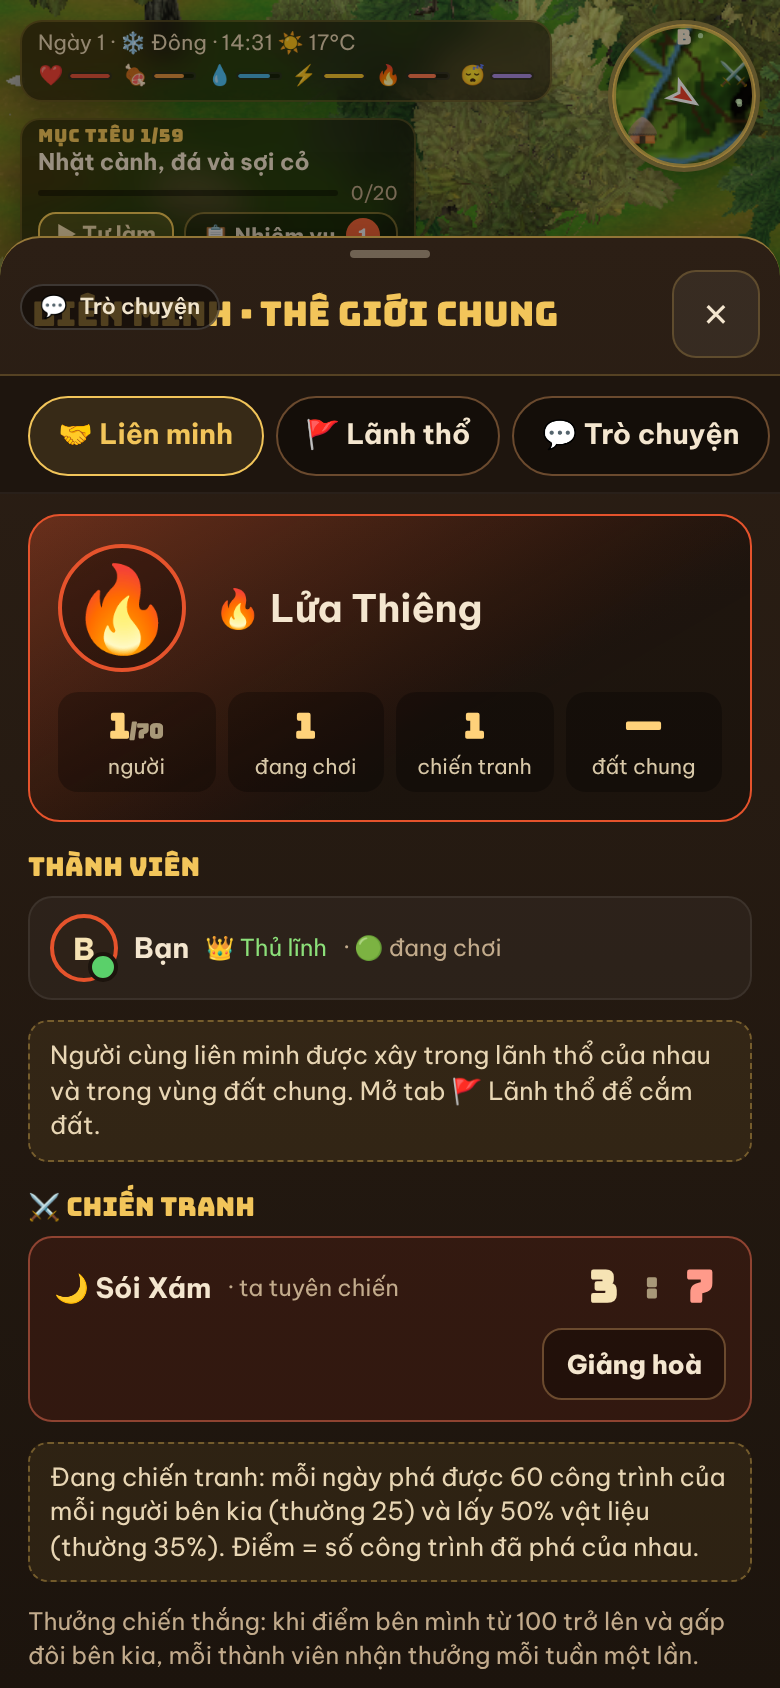 Ngày 1 · ❄️ Đông · 14:31 ☀️ 17°C
B
MỤC TIÊU 1/59
Nhặt cành, đá và sợi cỏ
0/20
▶ Tự làm
📋 Nhiệm vụ 1
💬 Trò chuyện
LIÊN MINH · THẾ GIỚI CHUNG
✕
🤝 Liên minh
🚩 Lãnh thổ
💬 Trò chuyện
🔥 Lửa Thiêng
1/70
người
1
đang chơi
1
chiến tranh
—
đất chung
THÀNH VIÊN
B Bạn 👑 Thủ lĩnh · 🟢 đang chơi
Người cùng liên minh được xây trong lãnh thổ của nhau
và trong vùng đất chung. Mở tab 🚩 Lãnh thổ để cắm
đất.
⚔️ CHIẾN TRANH
🌙 Sói Xám · ta tuyên chiến 3 : 7
Giảng hoà
Đang chiến tranh: mỗi ngày phá được 60 công trình của
mỗi người bên kia (thường 25) và lấy 50% vật liệu
(thường 35%). Điểm = số công trình đã phá của nhau.
Thưởng chiến thắng: khi điểm bên mình từ 100 trở lên và gấp
đôi bên kia, mỗi thành viên nhận thưởng mỗi tuần một lần.